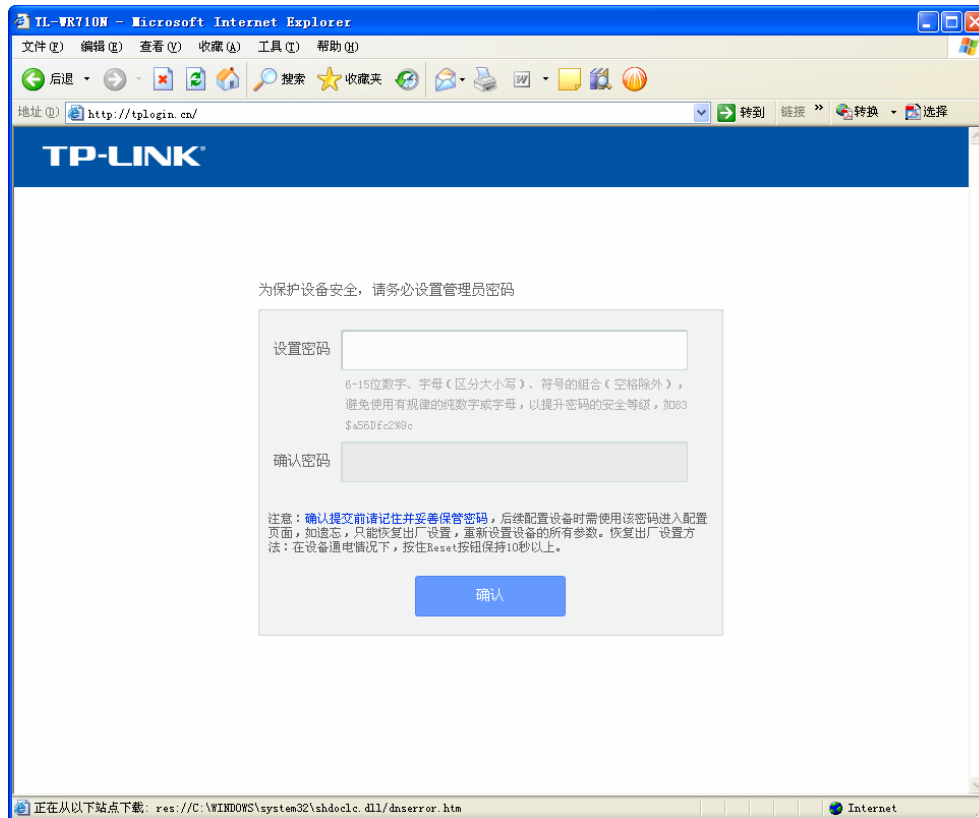 TL-WR710N - Microsoft Internet Explorer
文件(F) 编辑(E) 查看(V) 收藏(A) 工具(T) 帮助(H)
后退 搜索 收藏夹
地址(D) http://tplogin.cn/ 转到 链接 » 转换 选择
TP-LINK®
为保护设备安全，请务必设置管理员密码
设置密码
6-15位数字、字母(区分大小写)、符号的组合(空格除外)，
避免使用有规律的纯数字或字母，以提升密码的安全等级，如83
$a56Dfc2%9c
确认密码
注意：确认提交前请记住并妥善保管密码，后续配置设备时需使用该密码进入配置
页面，如遗忘，只能恢复出厂设置，重新设置设备的所有参数。恢复出厂设置方
法：在设备通电情况下，按住Reset按钮保持10秒以上。
确认
正在从以下站点下载: res://C:\WINDOWS\system32\shdoclc.dll/dnserror.htm Internet